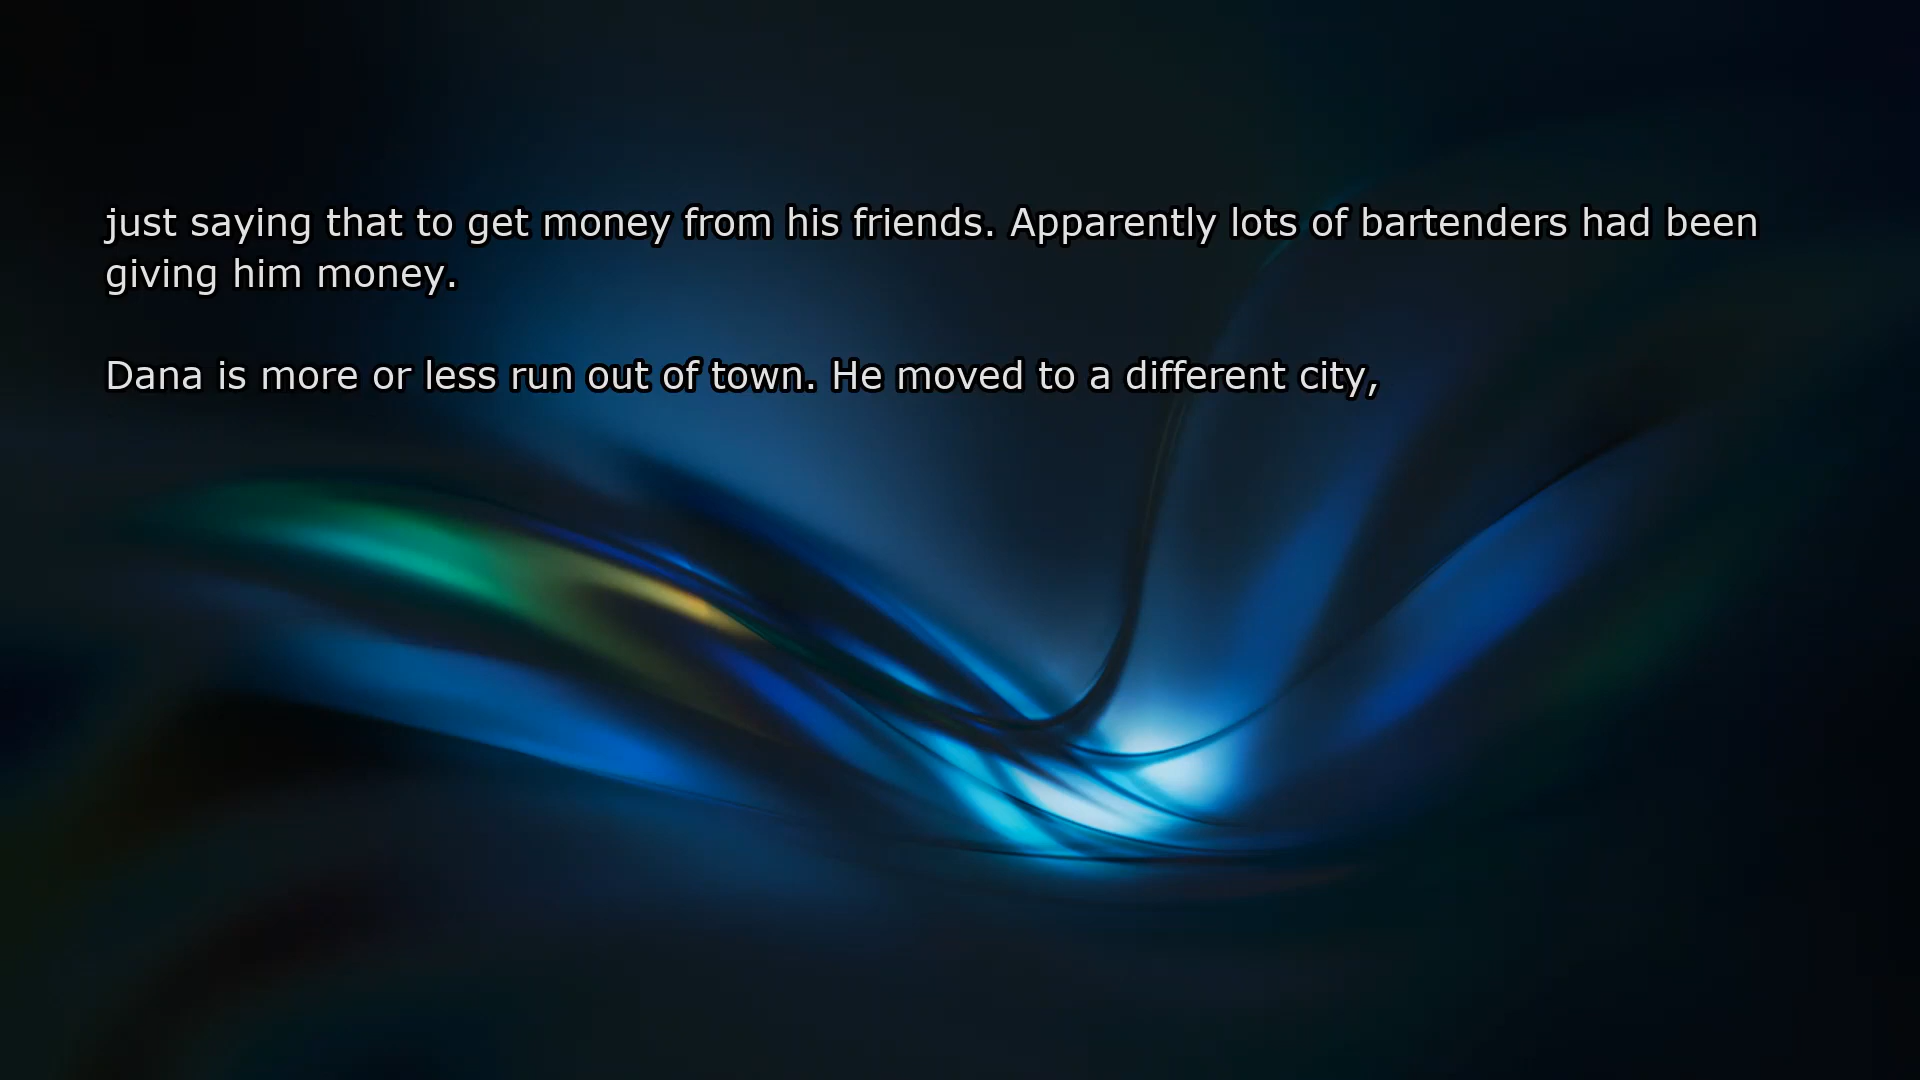 just saying that to get money from his friends. Apparently lots of bartenders had been
giving him money.
Dana is more or less run out of town. He moved to a different city,